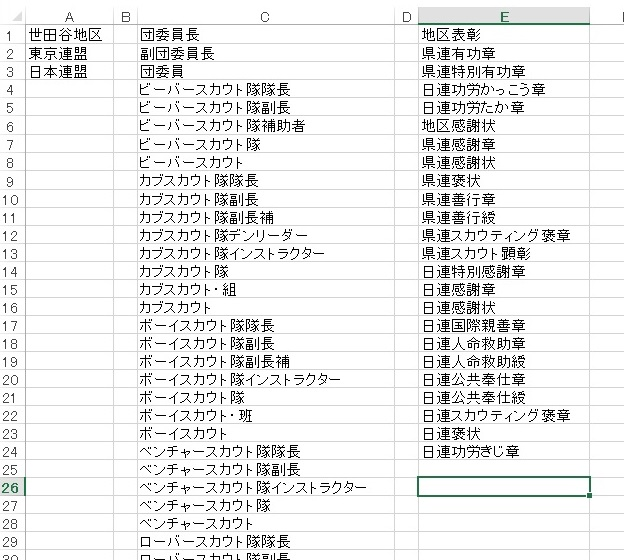 A B C D E
1 世田谷地区 団委員長 地区表彰
2 東京連盟 副団委員長 県連有功章
3 日本連盟 団委員 県連特別有功章
4 ビーバースカウト隊隊長 日連功労かっこう章
5 ビーバースカウト隊副長 日連功労たか章
6 ビーバースカウト隊補助者 地区感謝状
7 ビーバースカウト隊 県連感謝章
8 ビーバースカウト 県連感謝状
9 カブスカウト隊隊長 県連褒状
10 カブスカウト隊副長 県連善行章
11 カブスカウト隊副長補 県連善行綬
12 カブスカウト隊デンリーダー 県連スカウティング褒章
13 カブスカウト隊インストラクター 県連スカウト顕彰
14 カブスカウト隊 日連特別感謝章
15 カブスカウト・組 日連感謝章
16 カブスカウト 日連感謝状
17 ボーイスカウト隊隊長 日連国際親善章
18 ボーイスカウト隊副長 日連人命救助章
19 ボーイスカウト隊副長補 日連人命救助綬
20 ボーイスカウト隊インストラクター 日連公共奉仕章
21 ボーイスカウト隊 日連公共奉仕綬
22 ボーイスカウト・班 日連スカウティング褒章
23 ボーイスカウト 日連褒状
24 ベンチャースカウト隊隊長 日連功労きじ章
25 ベンチャースカウト隊副長
26 ベンチャースカウト隊インストラクター
27 ベンチャースカウト隊
28 ベンチャースカウト
29 ローバースカウト隊隊長
30 ローバースカウト隊副長